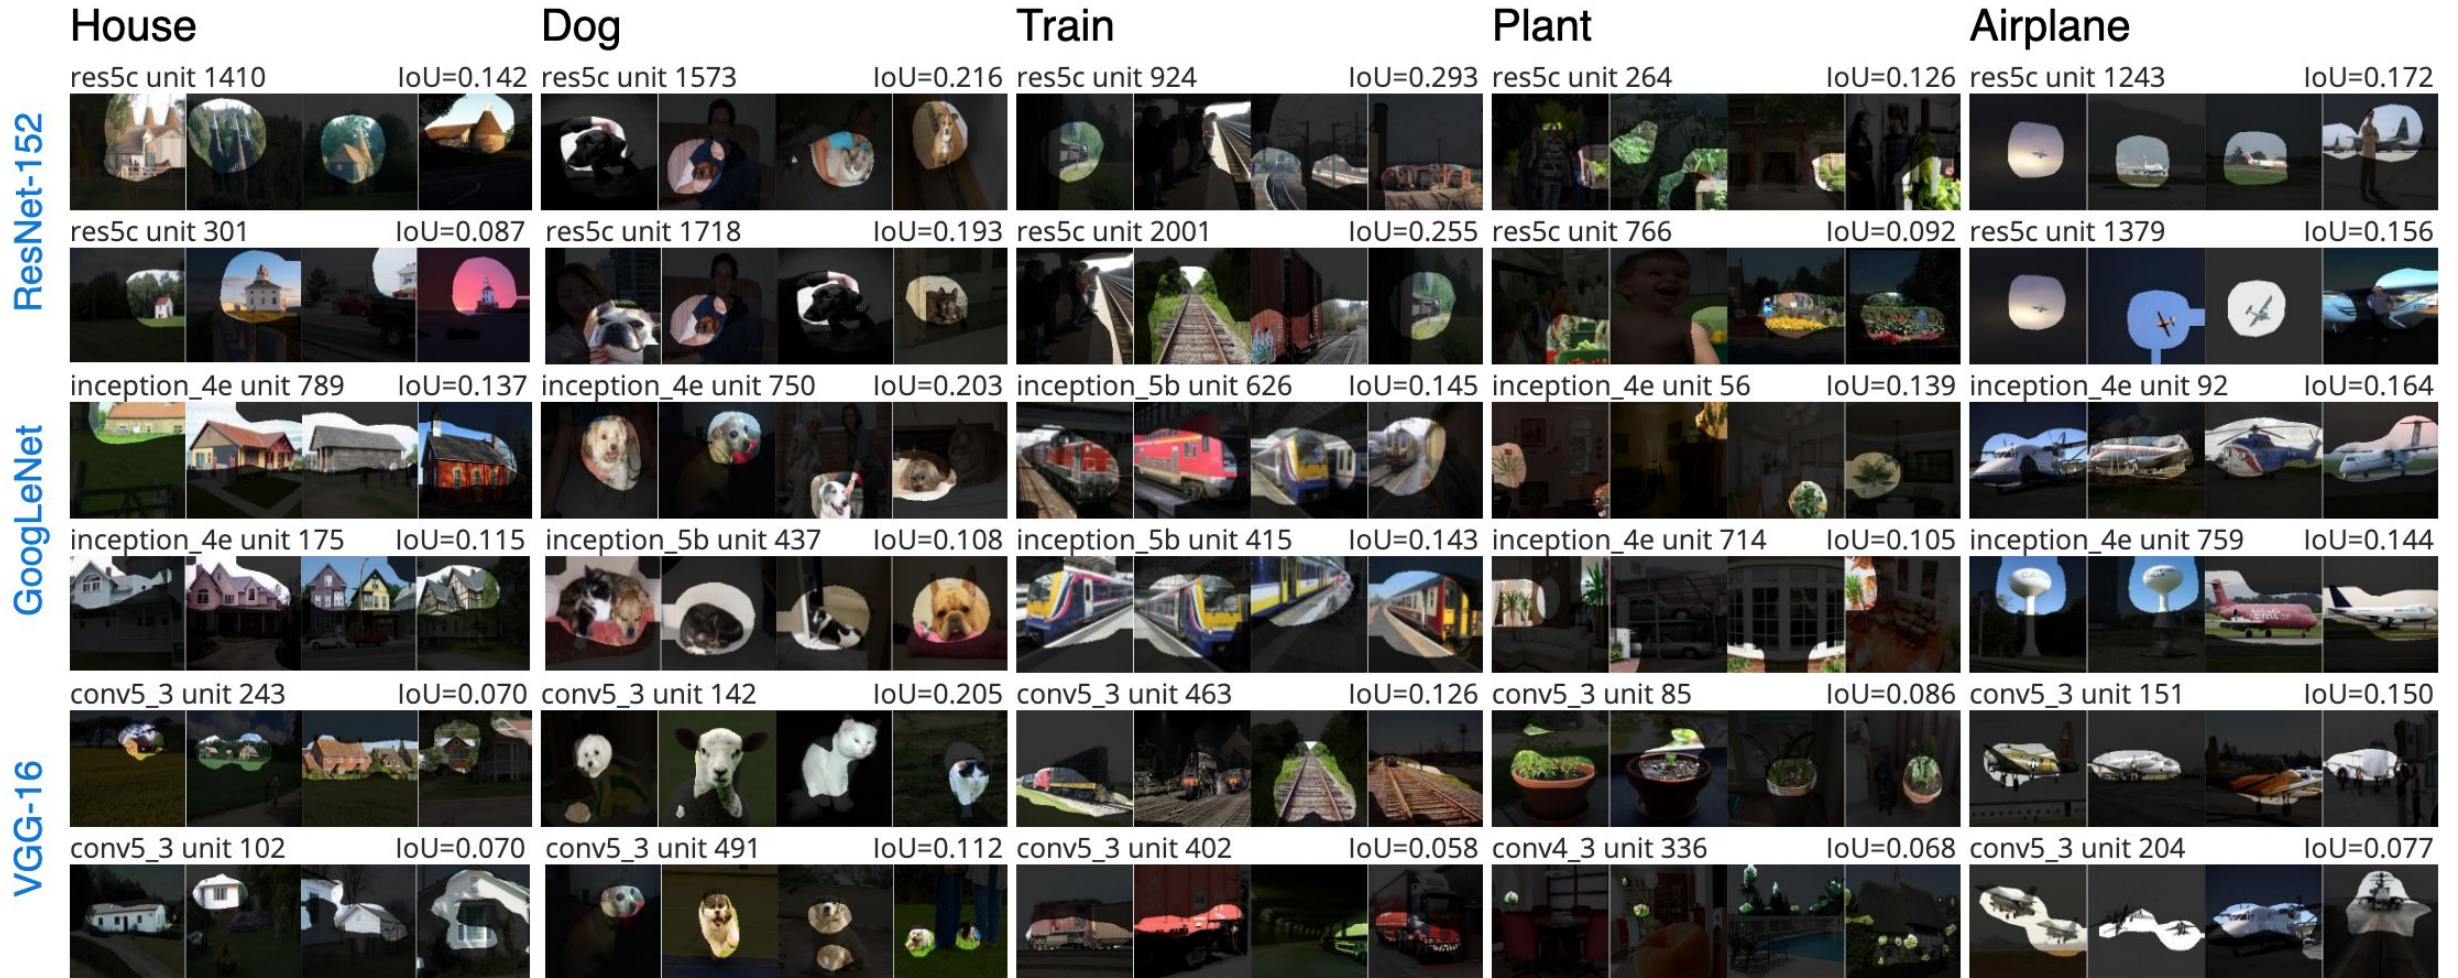 House Dog Train Plant Airplane
ResNet-152
res5c unit 1410 IoU=0.142 res5c unit 1573 IoU=0.216 res5c unit 924 IoU=0.293 res5c unit 264 IoU=0.126 res5c unit 1243 IoU=0.172
res5c unit 301 IoU=0.087 res5c unit 1718 IoU=0.193 res5c unit 2001 IoU=0.255 res5c unit 766 IoU=0.092 res5c unit 1379 IoU=0.156
GoogLeNet
inception_4e unit 789 IoU=0.137 inception_4e unit 750 IoU=0.203 inception_5b unit 626 IoU=0.145 inception_4e unit 56 IoU=0.139 inception_4e unit 92 IoU=0.164
inception_4e unit 175 IoU=0.115 inception_5b unit 437 IoU=0.108 inception_5b unit 415 IoU=0.143 inception_4e unit 714 IoU=0.105 inception_4e unit 759 IoU=0.144
VGG-16
conv5_3 unit 243 IoU=0.070 conv5_3 unit 142 IoU=0.205 conv5_3 unit 463 IoU=0.126 conv5_3 unit 85 IoU=0.086 conv5_3 unit 151 IoU=0.150
conv5_3 unit 102 IoU=0.070 conv5_3 unit 491 IoU=0.112 conv5_3 unit 402 IoU=0.058 conv4_3 unit 336 IoU=0.068 conv5_3 unit 204 IoU=0.077